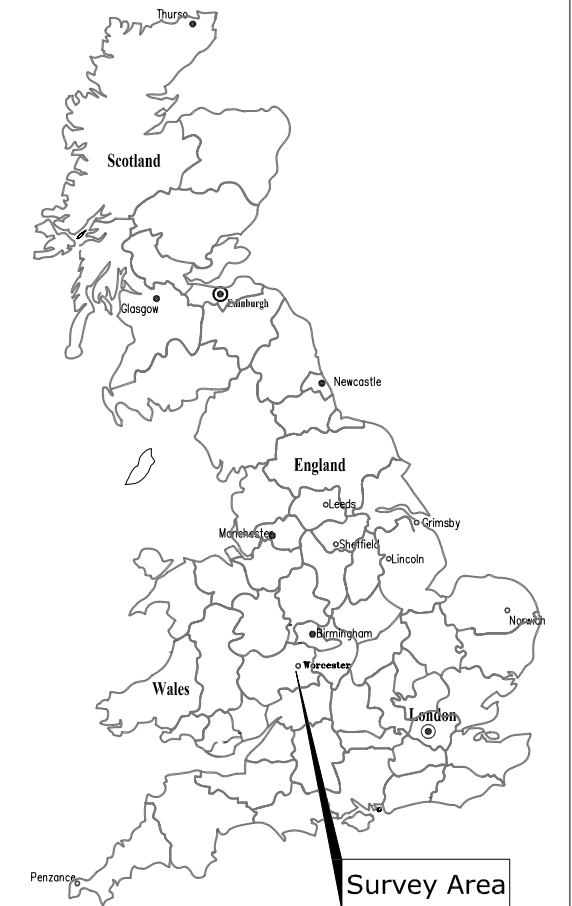 Thurso
Scotland
Edinburgh
Glasgow
Newcastle
England
Leeds
Grimsby
Manchester
Sheffield
Lincoln
Norwich
Birmingham
Worcester
Wales
London
Penzance
Survey Area